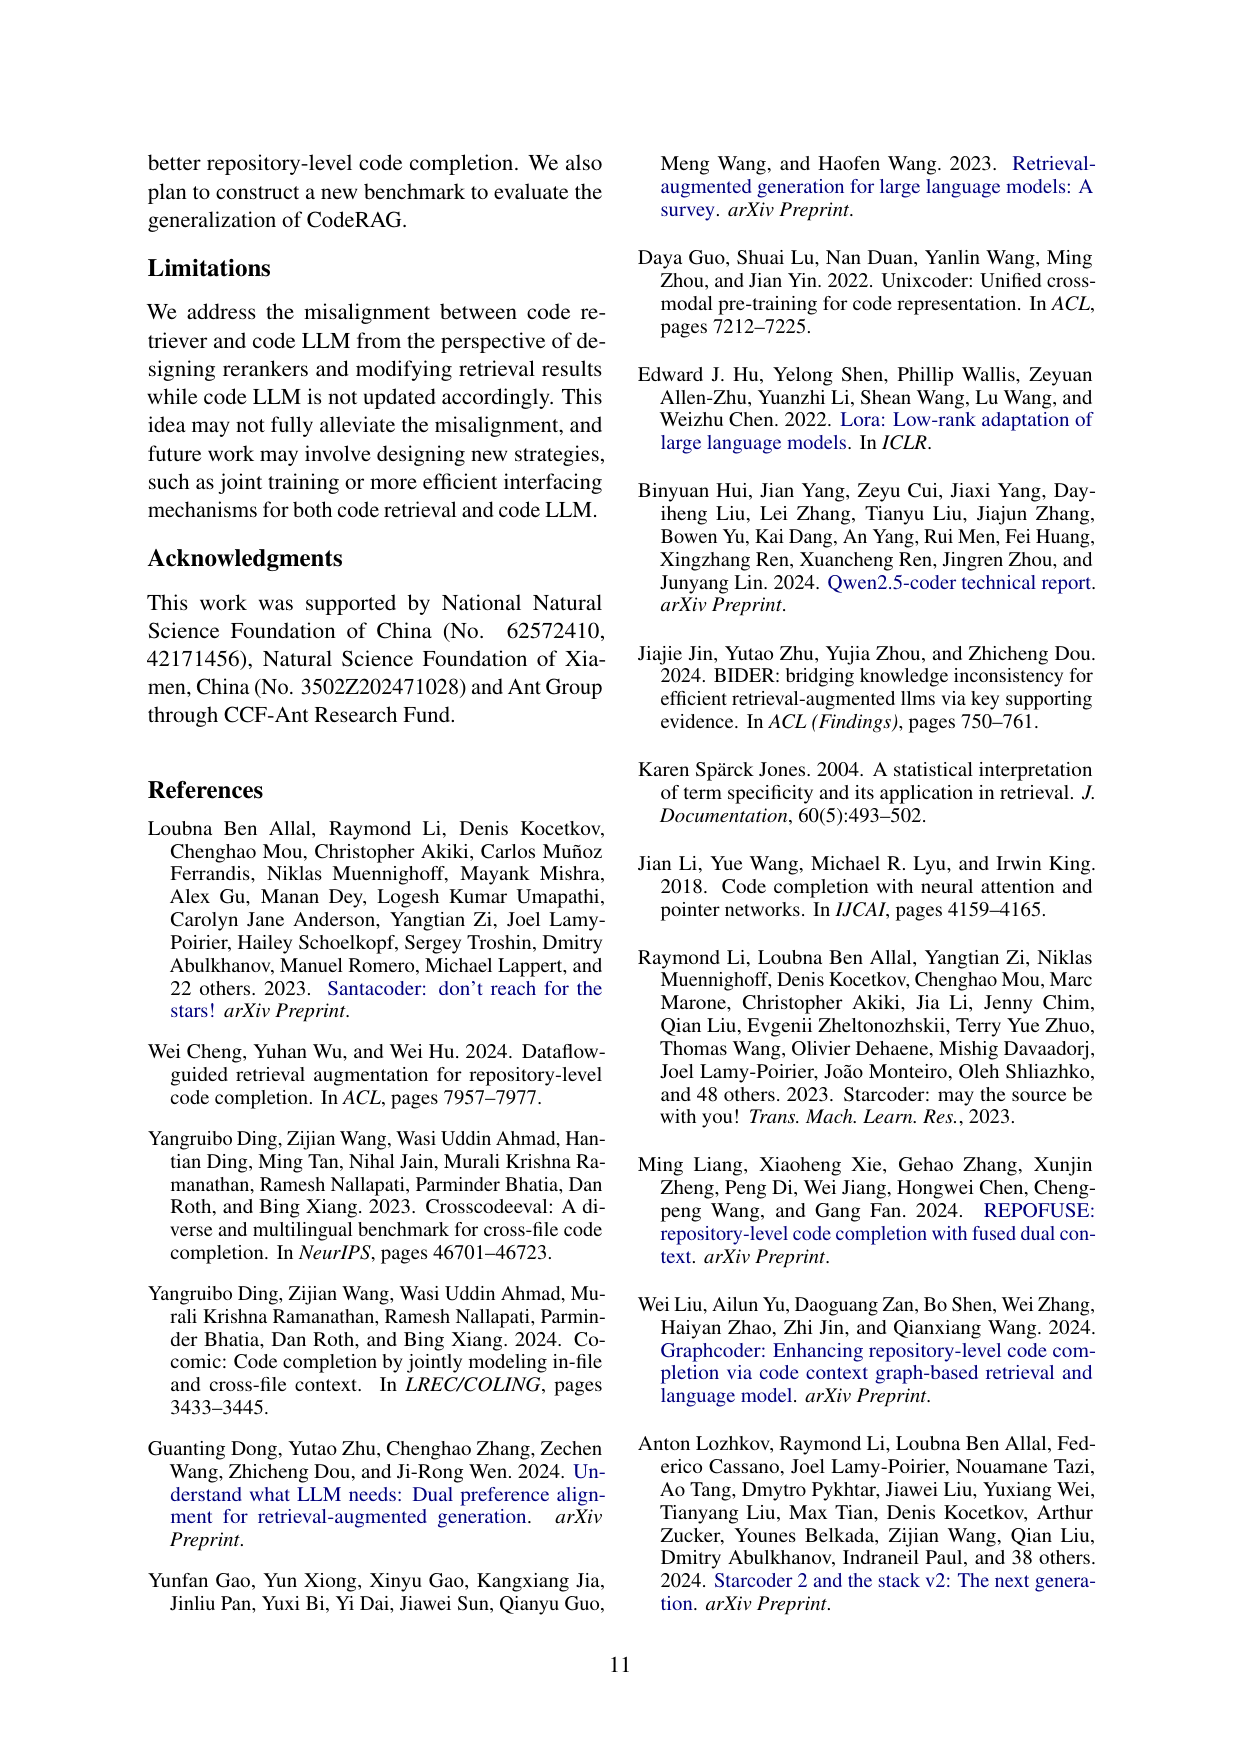 better repository-level code completion. We also
plan to construct a new benchmark to evaluate the
generalization of CodeRAG.
Limitations
We address the misalignment between code re-
triever and code LLM from the perspective of de-
signing rerankers and modifying retrieval results
while code LLM is not updated accordingly. This
idea may not fully alleviate the misalignment, and
future work may involve designing new strategies,
such as joint training or more efficient interfacing
mechanisms for both code retrieval and code LLM.
Acknowledgments
This work was supported by National Natural
Science Foundation of China (No. 62572410,
42171456), Natural Science Foundation of Xia-
men, China (No. 3502Z202471028) and Ant Group
through CCF-Ant Research Fund.
References
Loubna Ben Allal, Raymond Li, Denis Kocetkov,
Chenghao Mou, Christopher Akiki, Carlos Muñoz
Ferrandis, Niklas Muennighoff, Mayank Mishra,
Alex Gu, Manan Dey, Logesh Kumar Umapathi,
Carolyn Jane Anderson, Yangtian Zi, Joel Lamy-
Poirier, Hailey Schoelkopf, Sergey Troshin, Dmitry
Abulkhanov, Manuel Romero, Michael Lappert, and
22 others. 2023. Santacoder: don't reach for the
stars! arXiv Preprint.
Wei Cheng, Yuhan Wu, and Wei Hu. 2024. Dataflow-
guided retrieval augmentation for repository-level
code completion. In ACL, pages 7957–7977.
Yangruibo Ding, Zijian Wang, Wasi Uddin Ahmad, Han-
tian Ding, Ming Tan, Nihal Jain, Murali Krishna Ra-
manathan, Ramesh Nallapati, Parminder Bhatia, Dan
Roth, and Bing Xiang. 2023. Crosscodeeval: A di-
verse and multilingual benchmark for cross-file code
completion. In NeurIPS, pages 46701–46723.
Yangruibo Ding, Zijian Wang, Wasi Uddin Ahmad, Mu-
rali Krishna Ramanathan, Ramesh Nallapati, Parmin-
der Bhatia, Dan Roth, and Bing Xiang. 2024. Co-
comic: Code completion by jointly modeling in-file
and cross-file context. In LREC/COLING, pages
3433–3445.
Guanting Dong, Yutao Zhu, Chenghao Zhang, Zechen
Wang, Zhicheng Dou, and Ji-Rong Wen. 2024. Un-
derstand what LLM needs: Dual preference align-
ment for retrieval-augmented generation. arXiv
Preprint.
Yunfan Gao, Yun Xiong, Xinyu Gao, Kangxiang Jia,
Jinliu Pan, Yuxi Bi, Yi Dai, Jiawei Sun, Qianyu Guo,
Meng Wang, and Haofen Wang. 2023. Retrieval-
augmented generation for large language models: A
survey. arXiv Preprint.
Daya Guo, Shuai Lu, Nan Duan, Yanlin Wang, Ming
Zhou, and Jian Yin. 2022. Unixcoder: Unified cross-
modal pre-training for code representation. In ACL,
pages 7212–7225.
Edward J. Hu, Yelong Shen, Phillip Wallis, Zeyuan
Allen-Zhu, Yuanzhi Li, Shean Wang, Lu Wang, and
Weizhu Chen. 2022. Lora: Low-rank adaptation of
large language models. In ICLR.
Binyuan Hui, Jian Yang, Zeyu Cui, Jiaxi Yang, Day-
iheng Liu, Lei Zhang, Tianyu Liu, Jiajun Zhang,
Bowen Yu, Kai Dang, An Yang, Rui Men, Fei Huang,
Xingzhang Ren, Xuancheng Ren, Jingren Zhou, and
Junyang Lin. 2024. Qwen2.5-coder technical report.
arXiv Preprint.
Jiajie Jin, Yutao Zhu, Yujia Zhou, and Zhicheng Dou.
2024. BIDER: bridging knowledge inconsistency for
efficient retrieval-augmented llms via key supporting
evidence. In ACL (Findings), pages 750–761.
Karen Spärck Jones. 2004. A statistical interpretation
of term specificity and its application in retrieval. J.
Documentation, 60(5):493–502.
Jian Li, Yue Wang, Michael R. Lyu, and Irwin King.
2018. Code completion with neural attention and
pointer networks. In IJCAI, pages 4159–4165.
Raymond Li, Loubna Ben Allal, Yangtian Zi, Niklas
Muennighoff, Denis Kocetkov, Chenghao Mou, Marc
Marone, Christopher Akiki, Jia Li, Jenny Chim,
Qian Liu, Evgenii Zheltonozhskii, Terry Yue Zhuo,
Thomas Wang, Olivier Dehaene, Mishig Davaadorj,
Joel Lamy-Poirier, João Monteiro, Oleh Shliazhko,
and 48 others. 2023. Starcoder: may the source be
with you! Trans. Mach. Learn. Res., 2023.
Ming Liang, Xiaoheng Xie, Gehao Zhang, Xunjin
Zheng, Peng Di, Wei Jiang, Hongwei Chen, Cheng-
peng Wang, and Gang Fan. 2024. REPOFUSE:
repository-level code completion with fused dual con-
text. arXiv Preprint.
Wei Liu, Ailun Yu, Daoguang Zan, Bo Shen, Wei Zhang,
Haiyan Zhao, Zhi Jin, and Qianxiang Wang. 2024.
Graphcoder: Enhancing repository-level code com-
pletion via code context graph-based retrieval and
language model. arXiv Preprint.
Anton Lozhkov, Raymond Li, Loubna Ben Allal, Fed-
erico Cassano, Joel Lamy-Poirier, Nouamane Tazi,
Ao Tang, Dmytro Pykhtar, Jiawei Liu, Yuxiang Wei,
Tianyang Liu, Max Tian, Denis Kocetkov, Arthur
Zucker, Younes Belkada, Zijian Wang, Qian Liu,
Dmitry Abulkhanov, Indraneil Paul, and 38 others.
2024. Starcoder 2 and the stack v2: The next genera-
tion. arXiv Preprint.
11